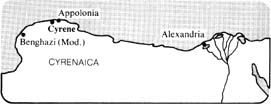 Appolonia
Cyrene
Alexandria
Benghazi (Mod.)
CYRENAICA